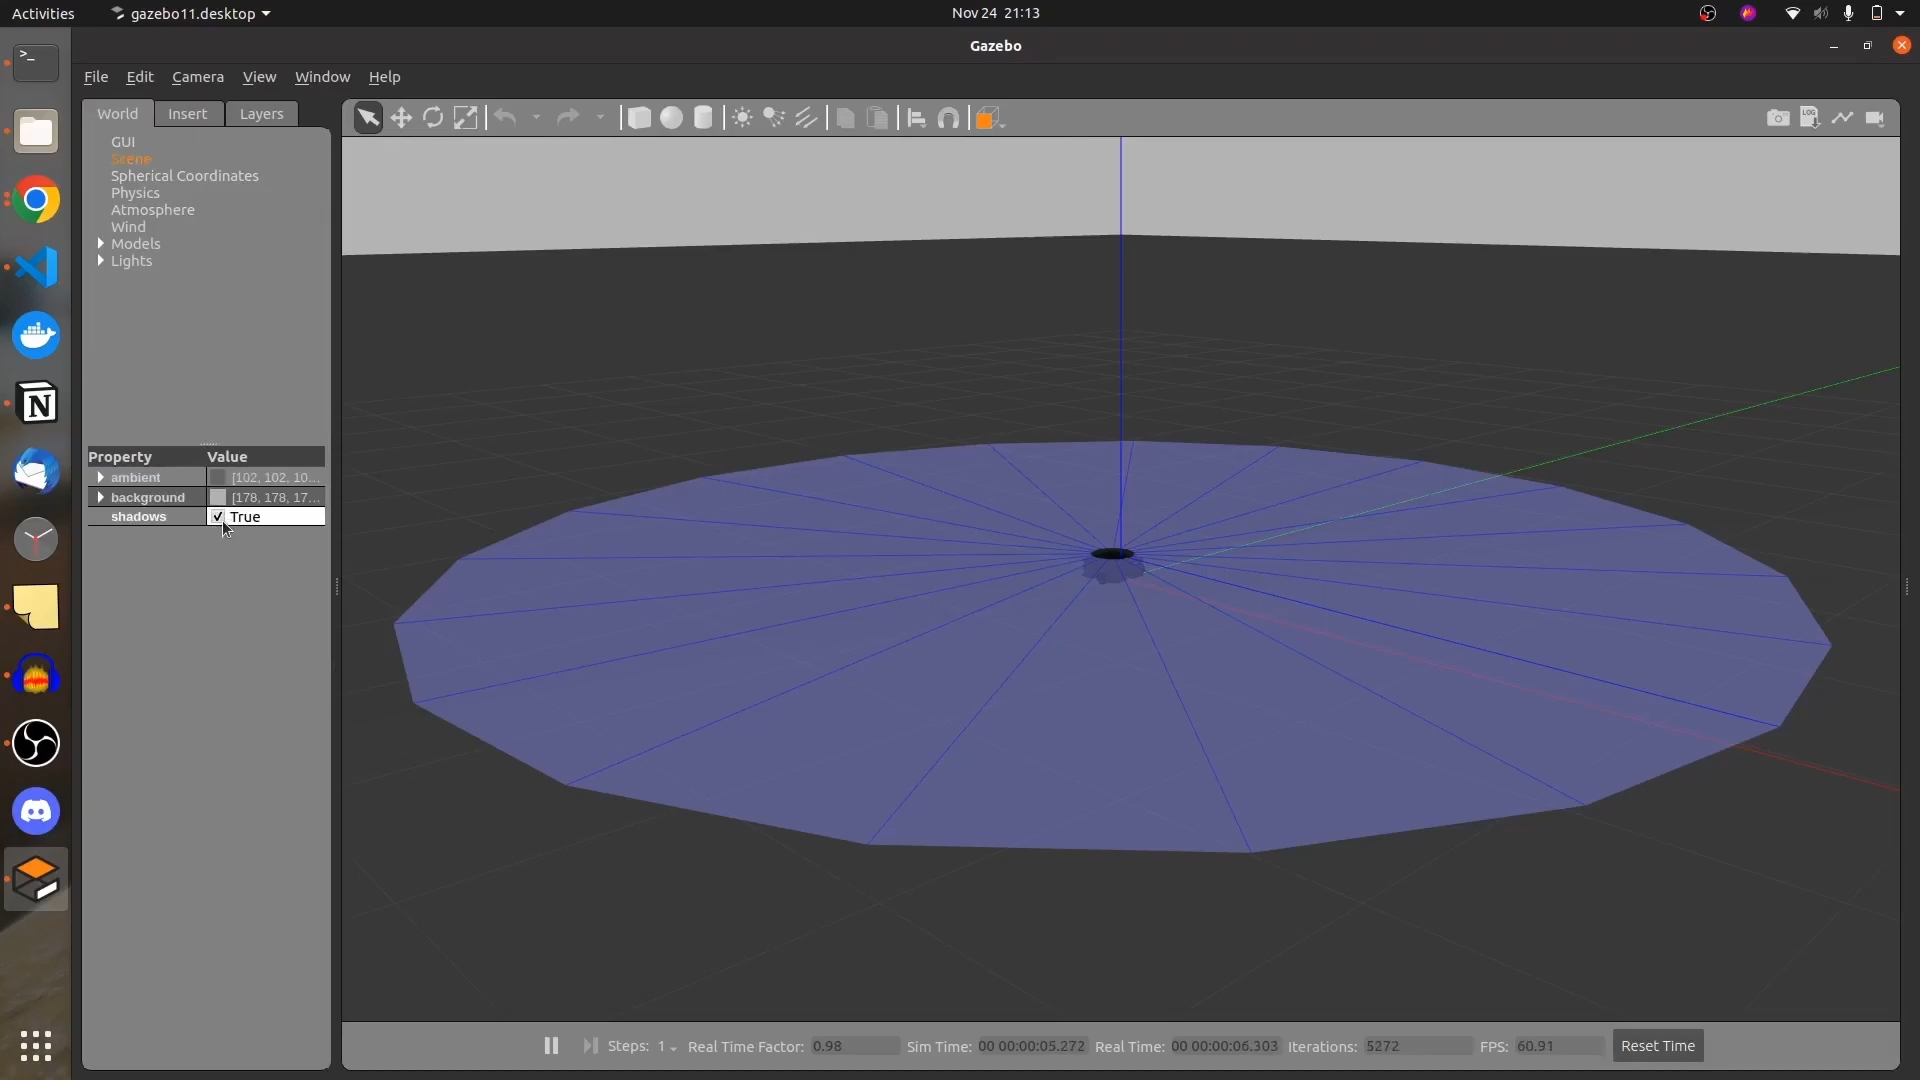 Activities
gazebo11.desktop
Nov 24 21:13
Gazebo
File Edit Camera View Window Help
World Insert Layers
GUI
Scene
Spherical Coordinates
Physics
Atmosphere
Wind
Models
Lights
Property Value
ambient [102, 102, 10...
background [178, 178, 17...
shadows True
LOG
N
>_
Steps: 1 Real Time Factor: 0.98 Sim Time: 00 00:00:05.272 Real Time: 00 00:00:06.303 Iterations: 5272 FPS: 60.91 Reset Time